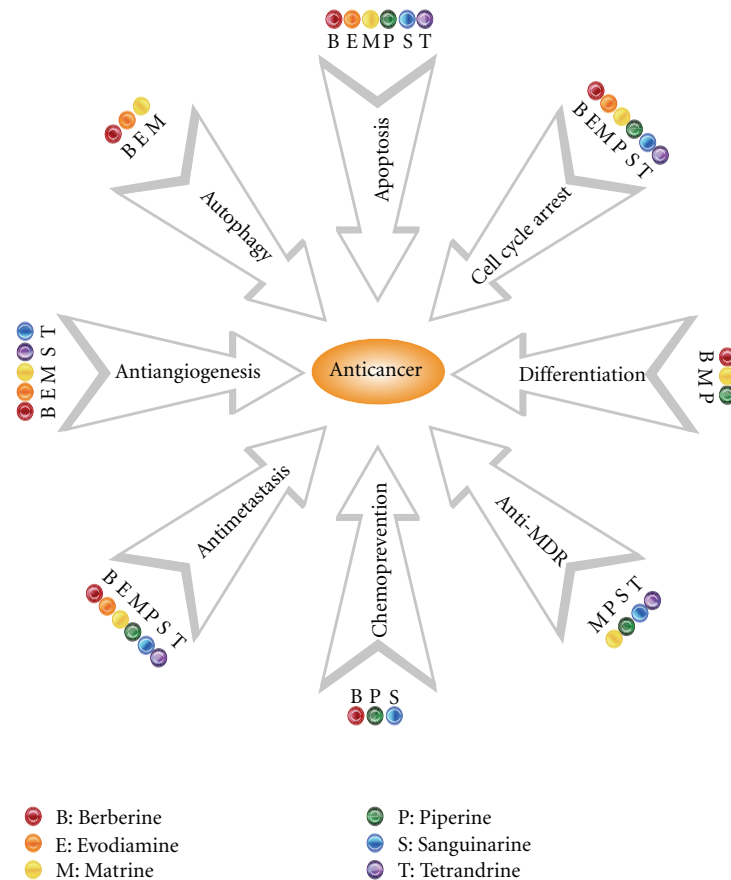 B E M P S T
Apoptosis
B E M P S T
Cell cycle arrest
B M P
Differentiation
M P S T
Anti-MDR
B P S
Chemoprevention
B E M P S T
Antimetastasis
B E M S T
Antiangiogenesis
B E M
Autophagy
Anticancer
B: Berberine
E: Evodiamine
M: Matrine
P: Piperine
S: Sanguinarine
T: Tetrandrine